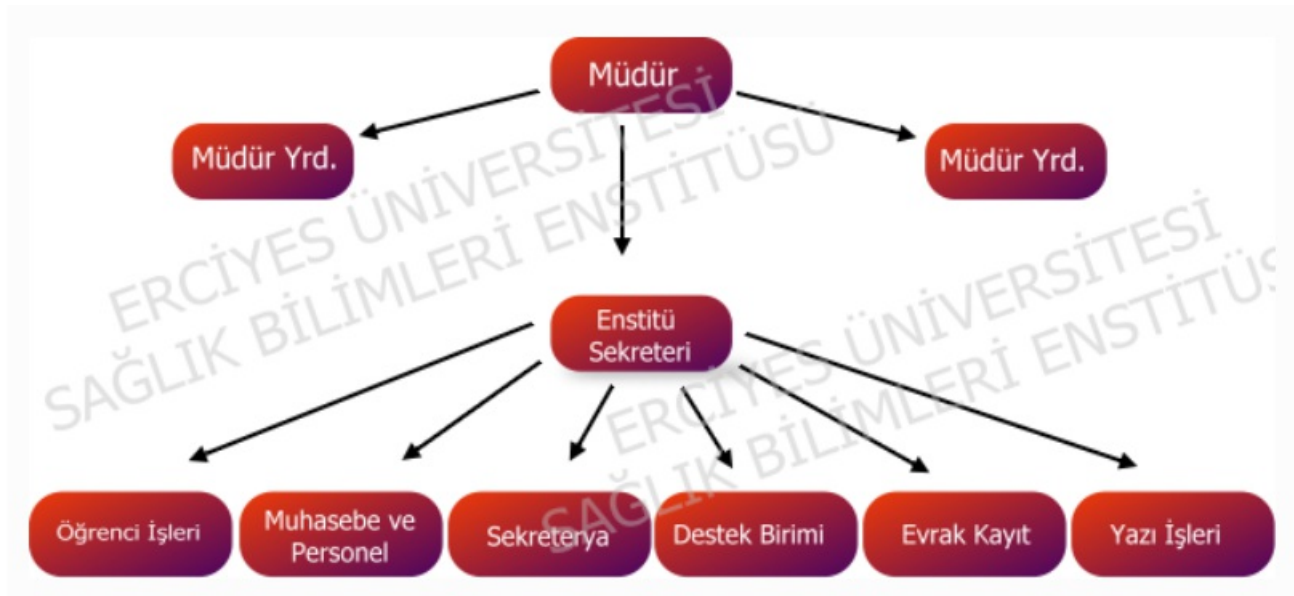 Müdür
Müdür Yrd.
Müdür Yrd.
ERCİYES ÜNİVERSİTESİ
SAĞLIK BİLİMLERİ ENSTİTÜSÜ
Enstitü
Sekreteri
ERCİYES ÜNİVERSİTESİ
SAĞLIK BİLİMLERİ ENSTİTÜS
Öğrenci İşleri
Muhasebe ve
Personel
Sekreterya
Destek Birimi
Evrak Kayıt
Yazı İşleri